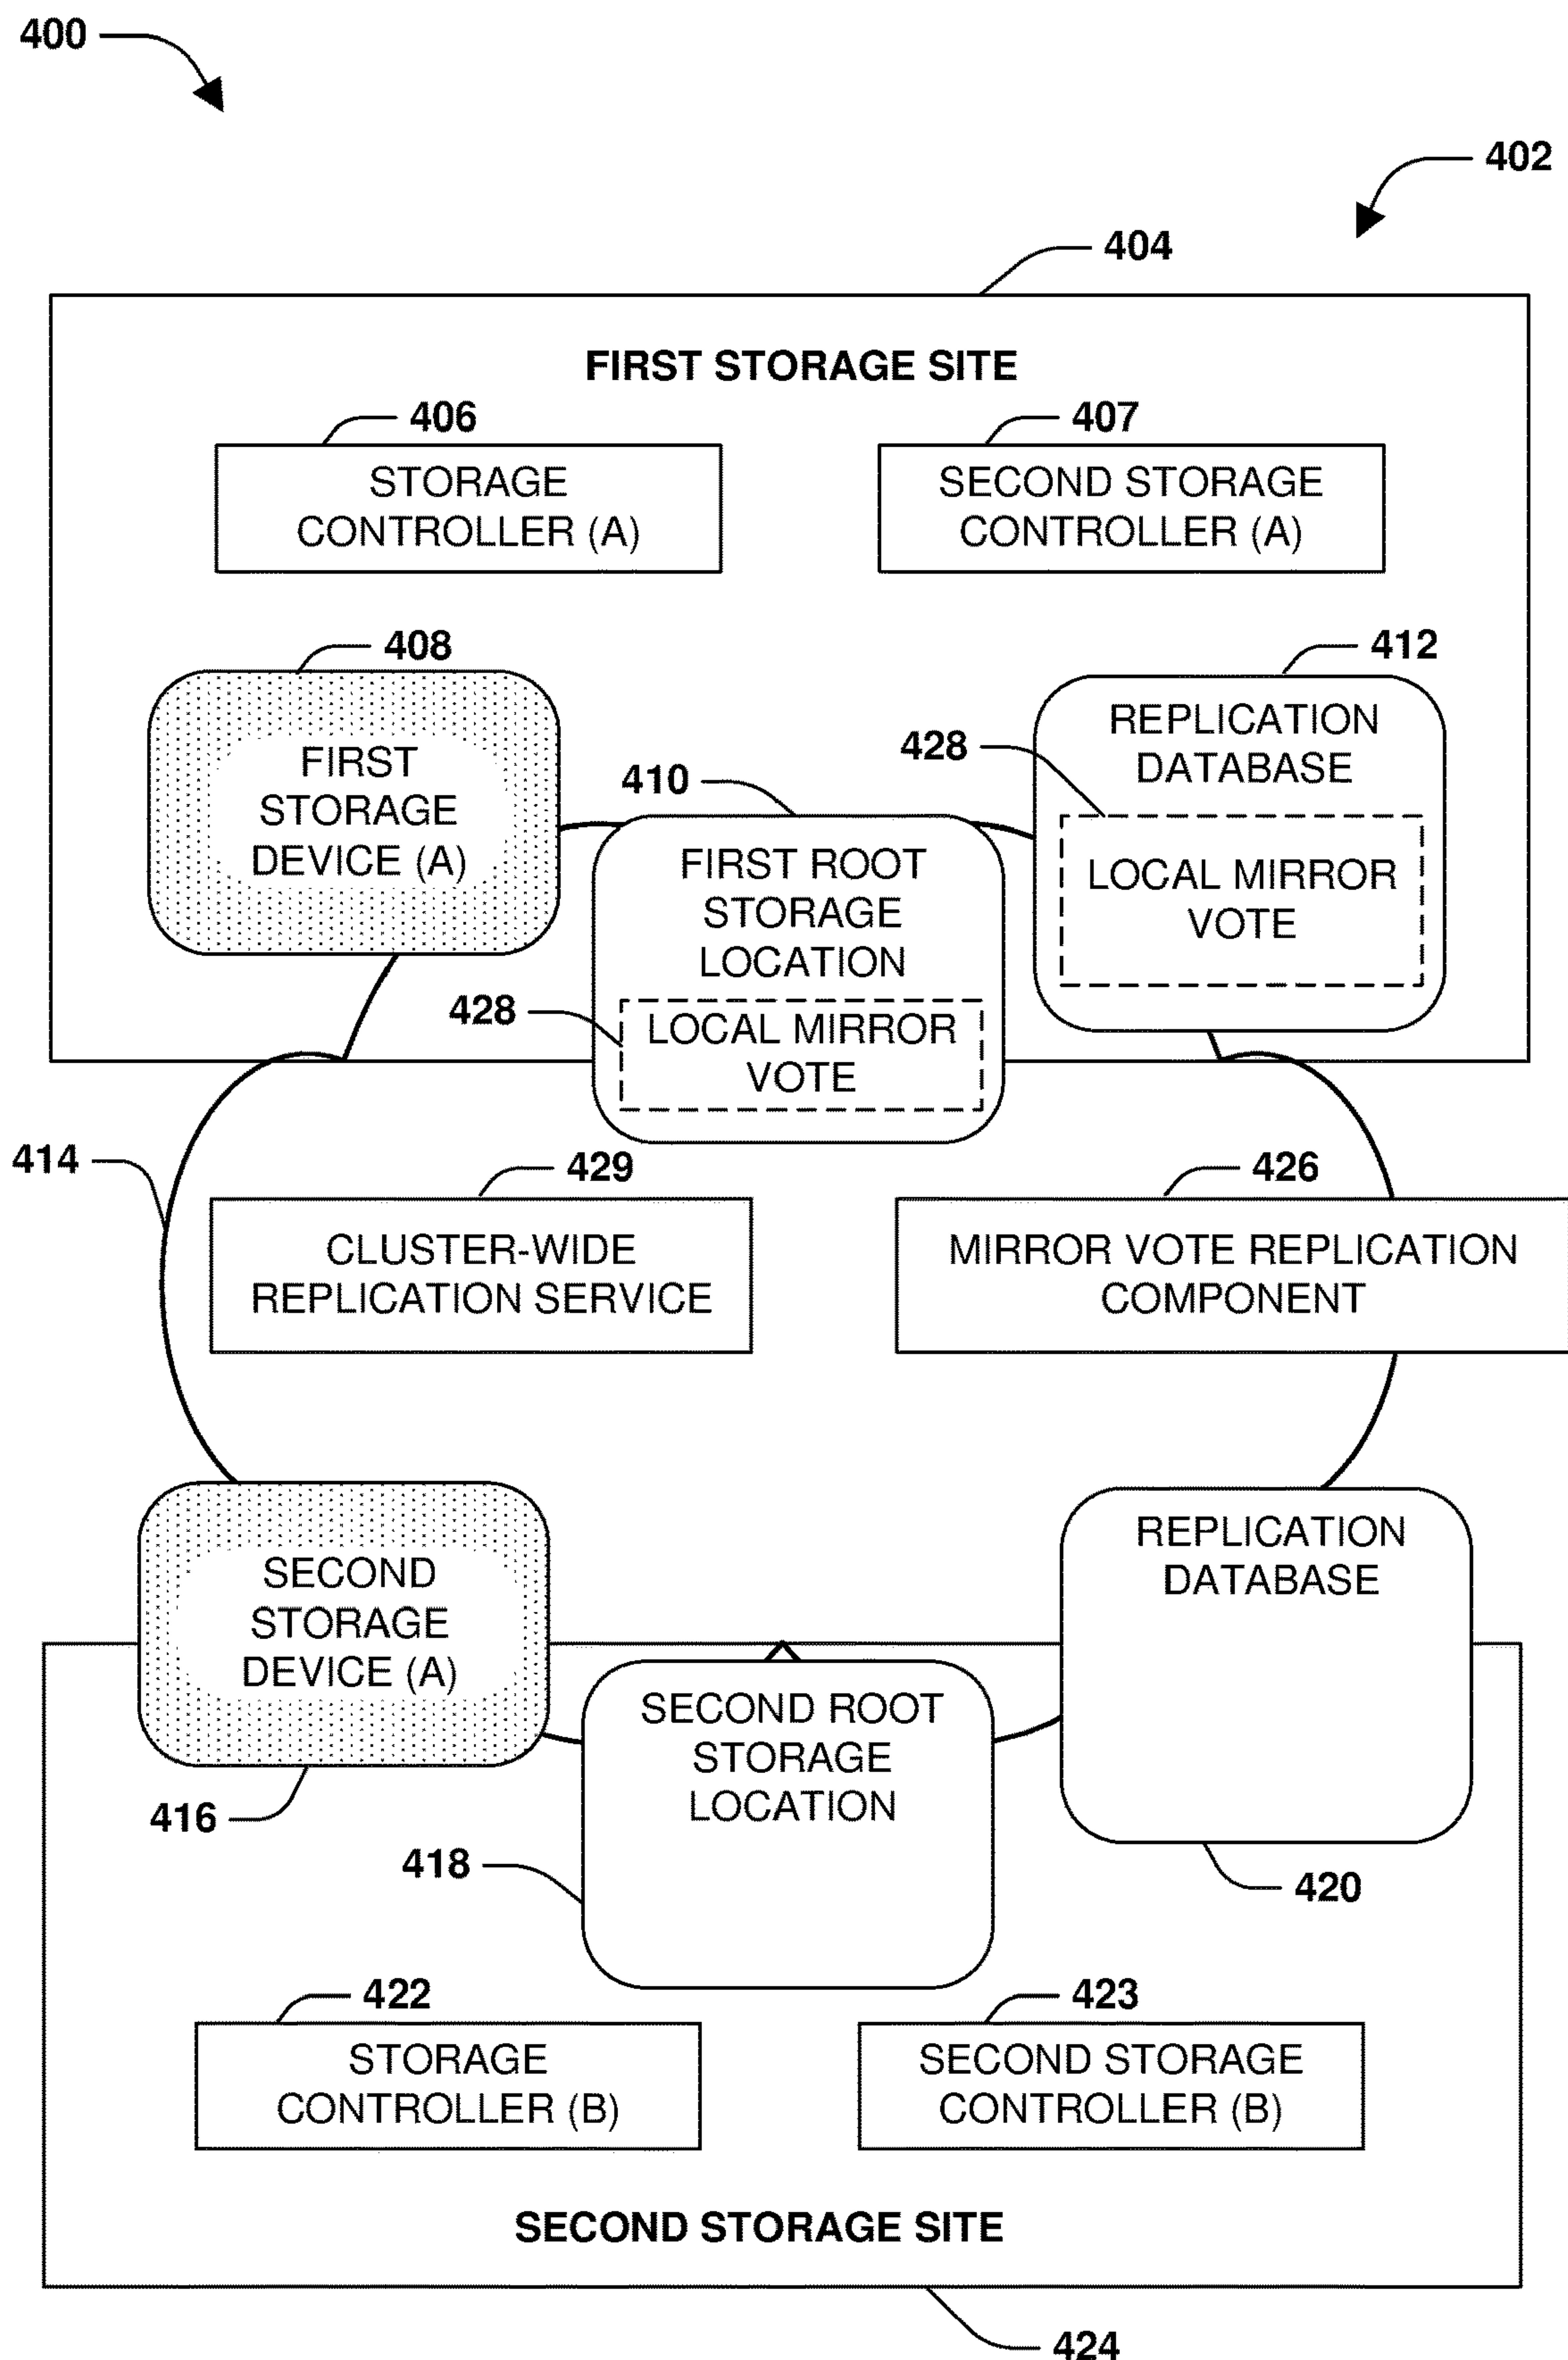 400
402
404
FIRST STORAGE SITE
406
407
STORAGE
CONTROLLER (A)
SECOND STORAGE
CONTROLLER (A)
408
412
FIRST
STORAGE
DEVICE (A)
REPLICATION
DATABASE
428
410
LOCAL MIRROR
VOTE
FIRST ROOT
STORAGE
LOCATION
428
LOCAL MIRROR
VOTE
414
429
426
CLUSTER-WIDE
REPLICATION SERVICE
MIRROR VOTE REPLICATION
COMPONENT
SECOND
STORAGE
DEVICE (A)
REPLICATION
DATABASE
SECOND ROOT
STORAGE
LOCATION
416
418
420
422
423
STORAGE
CONTROLLER (B)
SECOND STORAGE
CONTROLLER (B)
SECOND STORAGE SITE
424